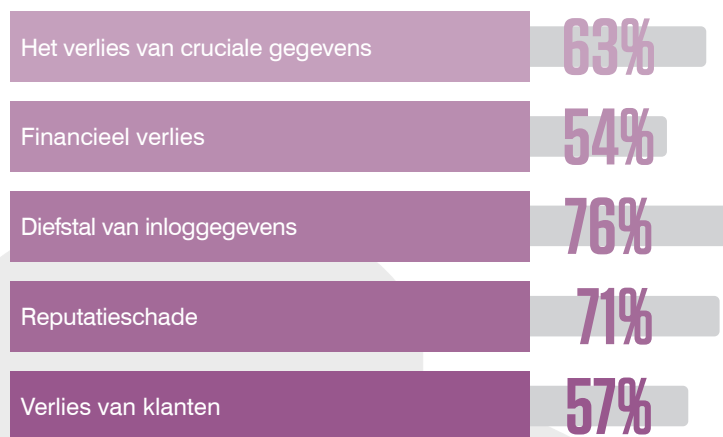 Het verlies van cruciale gegevens 63%
Financieel verlies 54%
Diefstal van inloggegevens 76%
Reputatieschade 71%
Verlies van klanten 57%